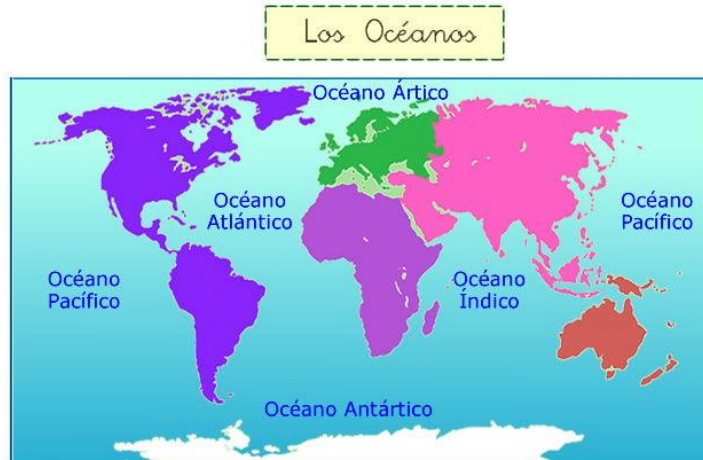 Los Océanos
Océano Ártico
Océano
Atlántico
Océano
Pacífico
Océano
Pacífico
Océano
Índico
Océano Antártico